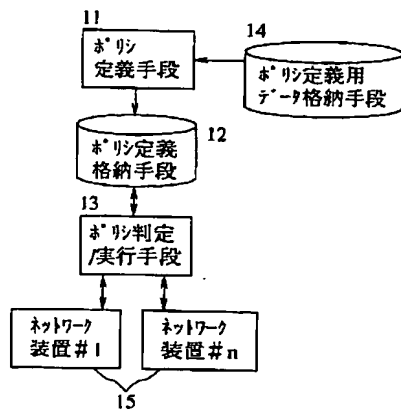 11
ﾎﾟﾘｼ
定義手段
14
ﾎﾟﾘｼ定義用
ﾃﾞｰﾀ格納手段
12
ﾎﾟﾘｼ定義
格納手段
13
ﾎﾟﾘｼ判定
/実行手段
ﾈｯﾄﾜｰｸ
装置#1
ﾈｯﾄﾜｰｸ
装置#n
15